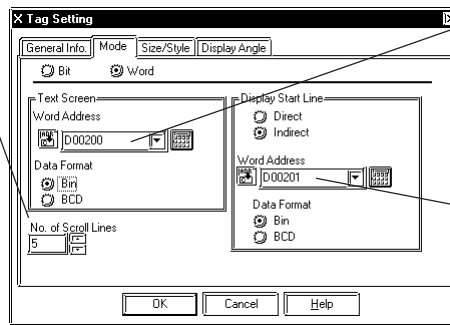 X Tag Setting
General Info. Mode Size/Style Display Angle
Bit Word
Text Screen
Word Address
D00200
Data Format
Bin
BCD
No. of Scroll Lines
5
Display Start Line
Direct
Indirect
Word Address
D00201
Data Format
Bin
BCD
OK Cancel Help